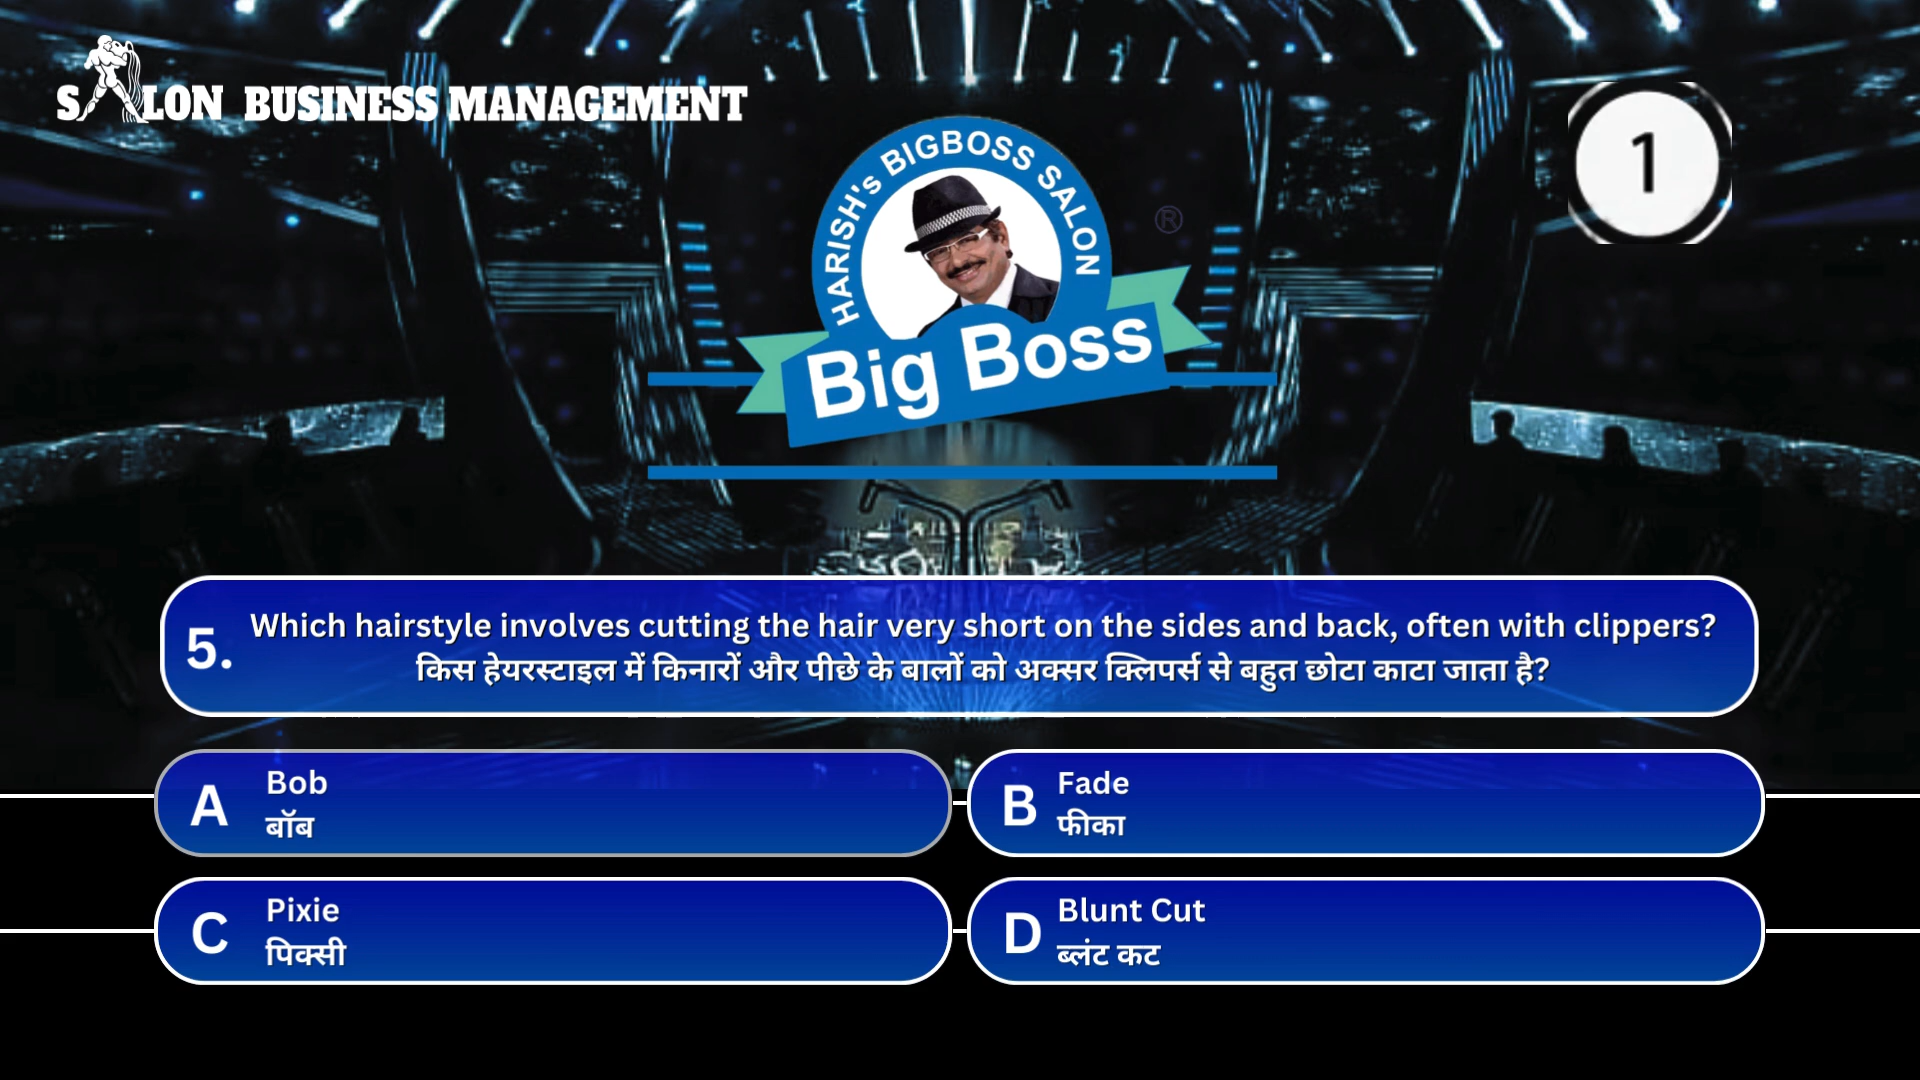 SALON BUSINESS MANAGEMENT
1
HARISH's BIGBOSS SALON
®
Big Boss
5.
Which hairstyle involves cutting the hair very short on the sides and back, often with clippers?
किस हेयरस्टाइल में किनारों और पीछे के बालों को अक्सर क्लिपर्स से बहुत छोटा काटा जाता है?
A
Bob
बॉब
B
Fade
फीका
C
Pixie
पिक्सी
D
Blunt Cut
ब्लंट कट